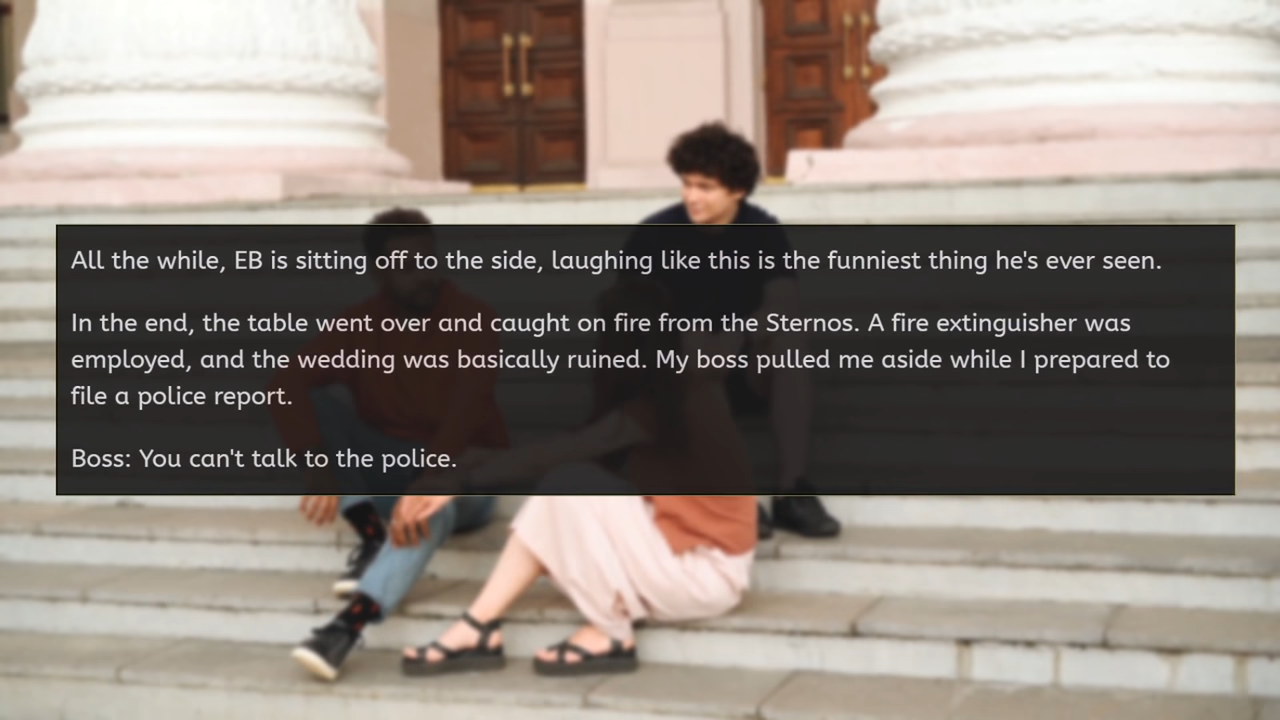 All the while, EB is sitting off to the side, laughing like this is the funniest thing he's ever seen.
In the end, the table went over and caught on fire from the Sternos. A fire extinguisher was
employed, and the wedding was basically ruined. My boss pulled me aside while I prepared to
file a police report.
Boss: You can't talk to the police.